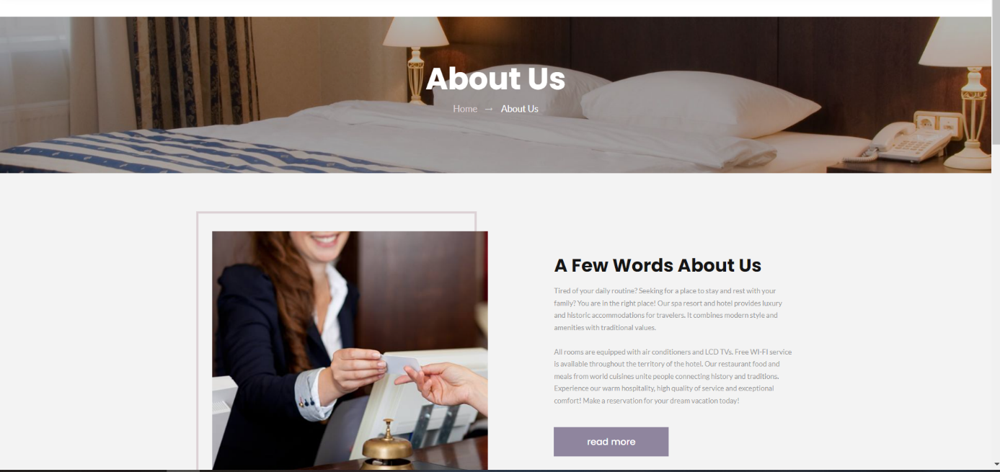 About Us
Home → About Us
A Few Words About Us
Tired of your daily routine? Seeking for a place to stay and rest with your
family? You are in the right place! Our spa resort and hotel provides luxury
and historic accommodations for travelers. It combines modern style and
amenities with traditional values.
All rooms are equipped with air conditioners and LCD TVs. Free WI-FI service
is available throughout the territory of the hotel. Our restaurant food and
meals from world cuisines unite people connecting history and traditions.
Experience our warm hospitality, high quality of service and exceptional
comfort! Make a reservation for your dream vacation today!
read more